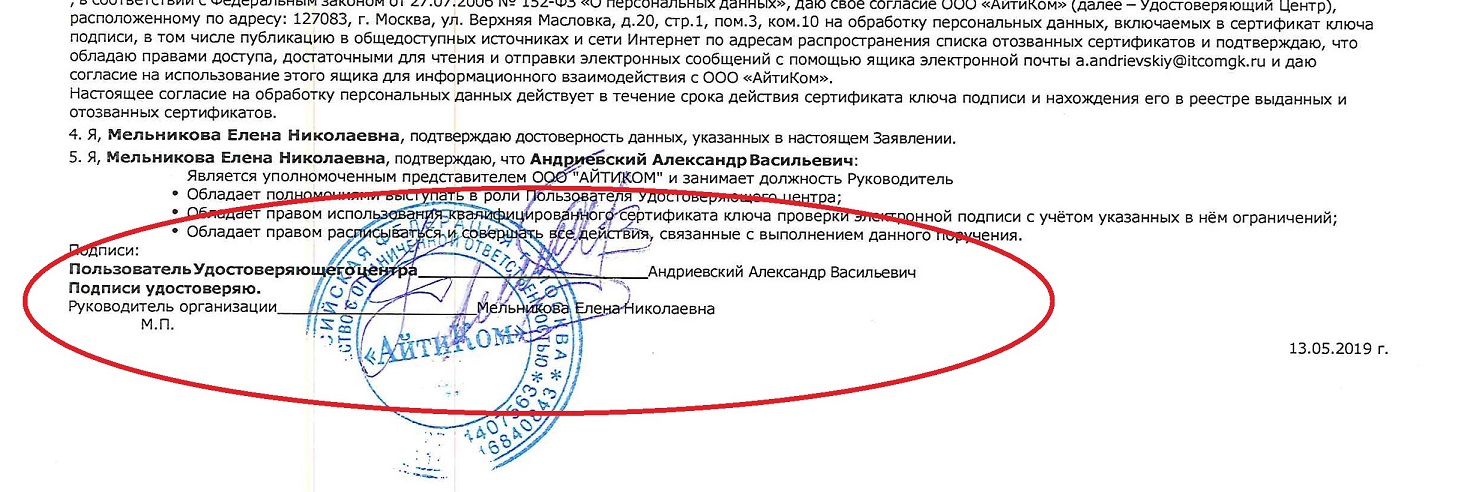 , в соответствии с Федеральным законом от 27.07.2006 № 152-ФЗ «О персональных данных», даю свое согласие ООО «АйтиКом» (далее – Удостоверяющий Центр),
расположенному по адресу: 127083, г. Москва, ул. Верхняя Масловка, д.20, стр.1, пом.3, ком.10 на обработку персональных данных, включаемых в сертификат ключа
подписи, в том числе публикацию в общедоступных источниках и сети Интернет по адресам распространения списка отозванных сертификатов и подтверждаю, что
обладаю правами доступа, достаточными для чтения и отправки электронных сообщений с помощью ящика электронной почты a.andrievskiy@itcomgk.ru и даю
согласие на использование этого ящика для информационного взаимодействия с ООО «АйтиКом».
Настоящее согласие на обработку персональных данных действует в течение срока действия сертификата ключа подписи и нахождения его в реестре выданных и
отозванных сертификатов.
4. Я, Мельникова Елена Николаевна, подтверждаю достоверность данных, указанных в настоящем Заявлении.
5. Я, Мельникова Елена Николаевна, подтверждаю, что Андриевский Александр Васильевич:
Является уполномоченным представителем ООО "АЙТИКОМ" и занимает должность Руководитель
• Обладает полномочиями выступать в роли Пользователя Удостоверяющего центра;
• Обладает правом использования квалифицированного сертификата ключа проверки электронной подписи с учётом указанных в нём ограничений;
• Обладает правом расписываться и совершать все действия, связанные с выполнением данного поручения.
Подписи:
Пользователь Удостоверяющего центра Андриевский Александр Васильевич
Подписи удостоверяю.
Руководитель организации Мельникова Елена Николаевна
М.П.
«АйтиКом»
13.05.2019 г.